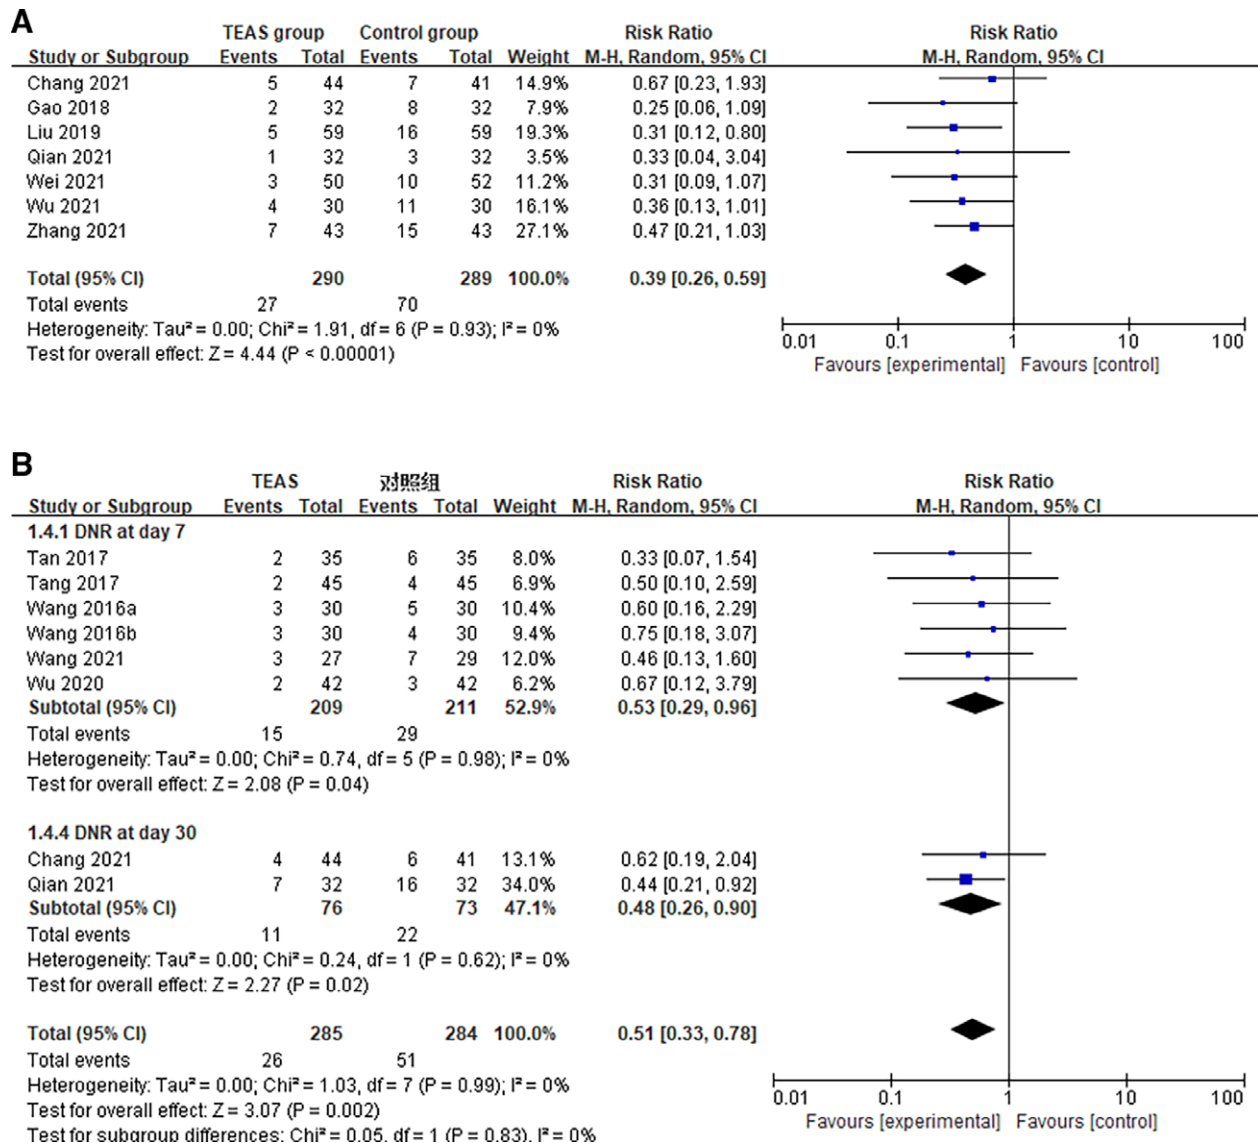 A
TEAS group Control group Risk Ratio Risk Ratio
Study or Subgroup Events Total Events Total Weight M-H, Random, 95% CI M-H, Random, 95% CI
Chang 2021 5 44 7 41 14.9% 0.67 [0.23, 1.93]
Gao 2018 2 32 8 32 7.9% 0.25 [0.06, 1.09]
Liu 2019 5 59 16 59 19.3% 0.31 [0.12, 0.80]
Qian 2021 1 32 3 32 3.5% 0.33 [0.04, 3.04]
Wei 2021 3 50 10 52 11.2% 0.31 [0.09, 1.07]
Wu 2021 4 30 11 30 16.1% 0.36 [0.13, 1.01]
Zhang 2021 7 43 15 43 27.1% 0.47 [0.21, 1.03]
Total (95% CI) 290 289 100.0% 0.39 [0.26, 0.59]
Total events 27 70
Heterogeneity: Tau² = 0.00; Chi² = 1.91, df = 6 (P = 0.93); I² = 0%
Test for overall effect: Z = 4.44 (P < 0.00001)
0.01 0.1 1 10 100
Favours [experimental] Favours [control]
B
TEAS 对照组 Risk Ratio Risk Ratio
Study or Subgroup Events Total Events Total Weight M-H, Random, 95% CI M-H, Random, 95% CI
1.4.1 DNR at day 7
Tan 2017 2 35 6 35 8.0% 0.33 [0.07, 1.54]
Tang 2017 2 45 4 45 6.9% 0.50 [0.10, 2.59]
Wang 2016a 3 30 5 30 10.4% 0.60 [0.16, 2.29]
Wang 2016b 3 30 4 30 9.4% 0.75 [0.18, 3.07]
Wang 2021 3 27 7 29 12.0% 0.46 [0.13, 1.60]
Wu 2020 2 42 3 42 6.2% 0.67 [0.12, 3.79]
Subtotal (95% CI) 209 211 52.9% 0.53 [0.29, 0.96]
Total events 15 29
Heterogeneity: Tau² = 0.00; Chi² = 0.74, df = 5 (P = 0.98); I² = 0%
Test for overall effect: Z = 2.08 (P = 0.04)
1.4.4 DNR at day 30
Chang 2021 4 44 6 41 13.1% 0.62 [0.19, 2.04]
Qian 2021 7 32 16 32 34.0% 0.44 [0.21, 0.92]
Subtotal (95% CI) 76 73 47.1% 0.48 [0.26, 0.90]
Total events 11 22
Heterogeneity: Tau² = 0.00; Chi² = 0.24, df = 1 (P = 0.62); I² = 0%
Test for overall effect: Z = 2.27 (P = 0.02)
Total (95% CI) 285 284 100.0% 0.51 [0.33, 0.78]
Total events 26 51
Heterogeneity: Tau² = 0.00; Chi² = 1.03, df = 7 (P = 0.99); I² = 0%
Test for overall effect: Z = 3.07 (P = 0.002)
Test for subgroup differences: Chi² = 0.05, df = 1 (P = 0.83), I² = 0%
0.01 0.1 1 10 100
Favours [experimental] Favours [control]